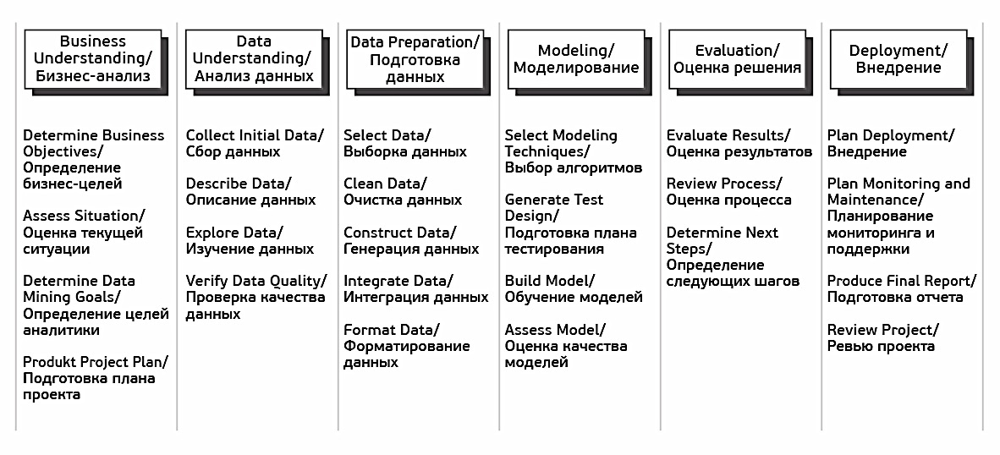 Business
Understanding/
Бизнес-анализ
Determine Business
Objectives/
Определение
бизнес-целей
Assess Situation/
Оценка текущей
ситуации
Determine Data
Mining Goals/
Определение целей
аналитики
Produkt Project Plan/
Подготовка плана
проекта
Data
Understanding/
Анализ данных
Collect Initial Data/
Сбор данных
Describe Data/
Описание данных
Explore Data/
Изучение данных
Verify Data Quality/
Проверка качества
данных
Data Preparation/
Подготовка
данных
Select Data/
Выборка данных
Clean Data/
Очистка данных
Construct Data/
Генерация данных
Integrate Data/
Интеграция данных
Format Data/
Форматирование
данных
Modeling/
Моделирование
Select Modeling
Techniques/
Выбор алгоритмов
Generate Test
Design/
Подготовка плана
тестирования
Build Model/
Обучение моделей
Assess Model/
Оценка качества
моделей
Evaluation/
Оценка решения
Evaluate Results/
Оценка результатов
Review Process/
Оценка процесса
Determine Next
Steps/
Определение
следующих шагов
Deployment/
Внедрение
Plan Deployment/
Внедрение
Plan Monitoring and
Maintenance/
Планирование
мониторинга и
поддержки
Produce Final Report/
Подготовка отчета
Review Project/
Ревью проекта